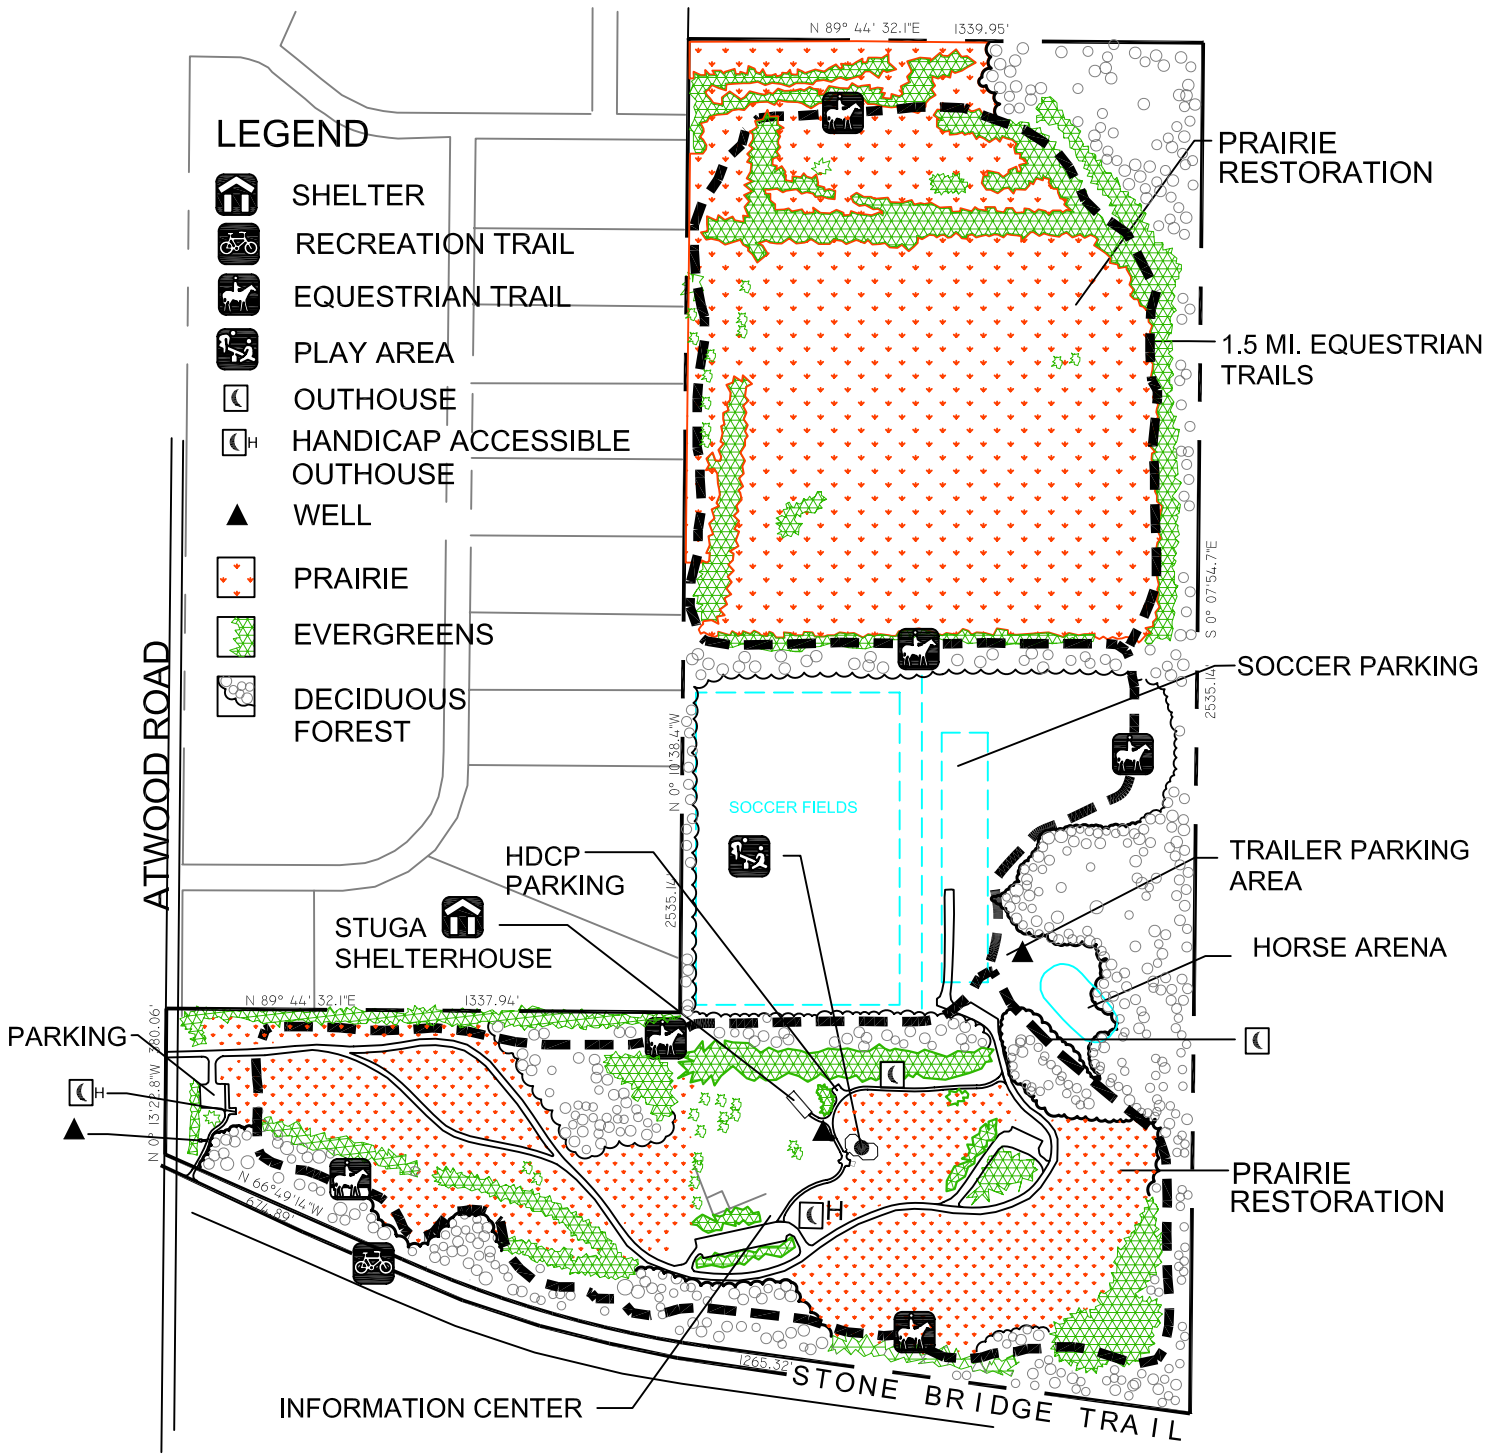 N 89° 44' 32.1"E 1339.95'
LEGEND
SHELTER
RECREATION TRAIL
EQUESTRIAN TRAIL
PLAY AREA
OUTHOUSE
H
HANDICAP ACCESSIBLE
OUTHOUSE
WELL
PRAIRIE
EVERGREENS
DECIDUOUS
FOREST
PRAIRIE
RESTORATION
1.5 MI. EQUESTRIAN
TRAILS
S 0° 07'54.7"E
2535.14'
SOCCER PARKING
ATWOOD ROAD
N 0° 10'38.4"W
2535.14'
SOCCER FIELDS
HDCP
PARKING
TRAILER PARKING
AREA
STUGA
SHELTERHOUSE
HORSE ARENA
N 89° 44' 32.1"E 1337.94'
PARKING
H
N 0° 13'22.8"W 380.06'
N 66°49'14"W
674.89'
H
PRAIRIE
RESTORATION
1265.32'
STONE BRIDGE TRAIL
INFORMATION CENTER